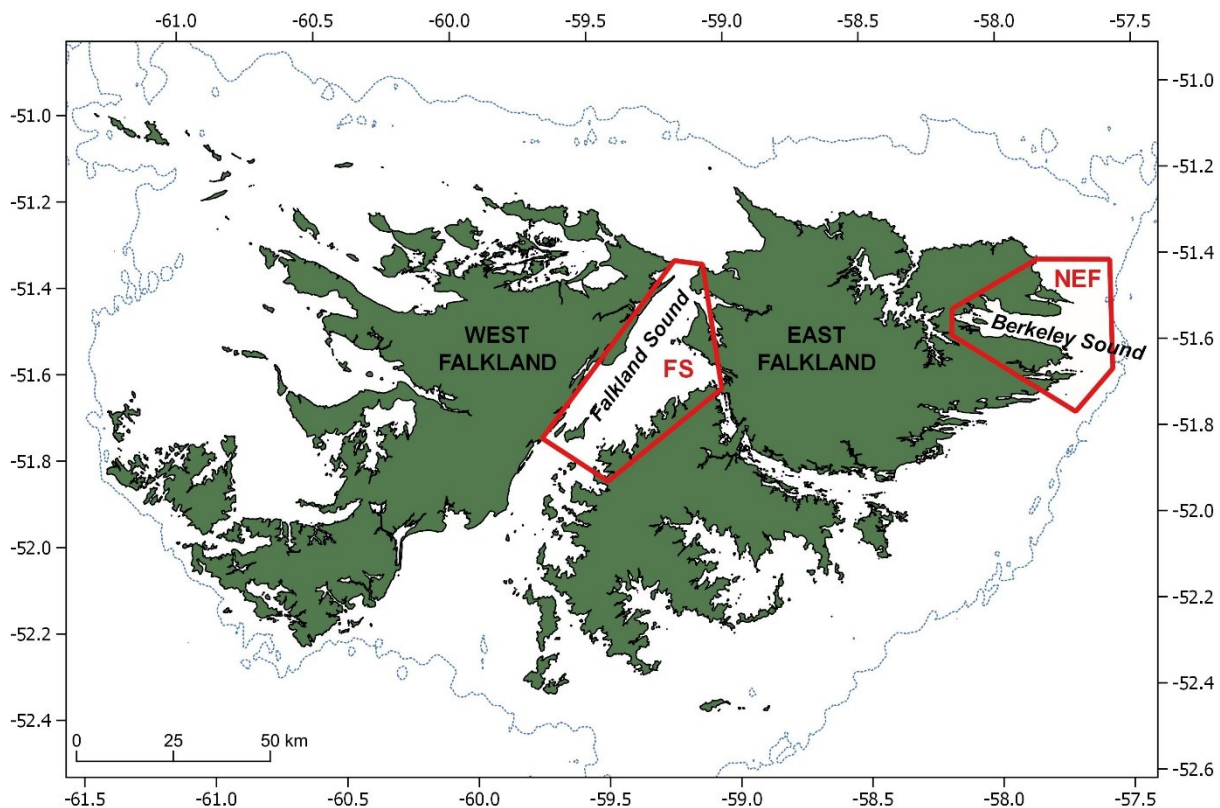 -61.0 -60.5 -60.0 -59.5 -59.0 -58.5 -58.0 -57.5
-51.0
-51.2
-51.4
-51.6
-51.8
-52.0
-52.2
-52.4
-51.0
-51.2
-51.4
-51.6
-51.8
-52.0
-52.2
-52.4
-52.6
WEST
FALKLAND
Falkland Sound
FS
EAST
FALKLAND
NEF
Berkeley Sound
0 25 50 km
-61.5 -61.0 -60.5 -60.0 -59.5 -59.0 -58.5 -58.0 -57.5